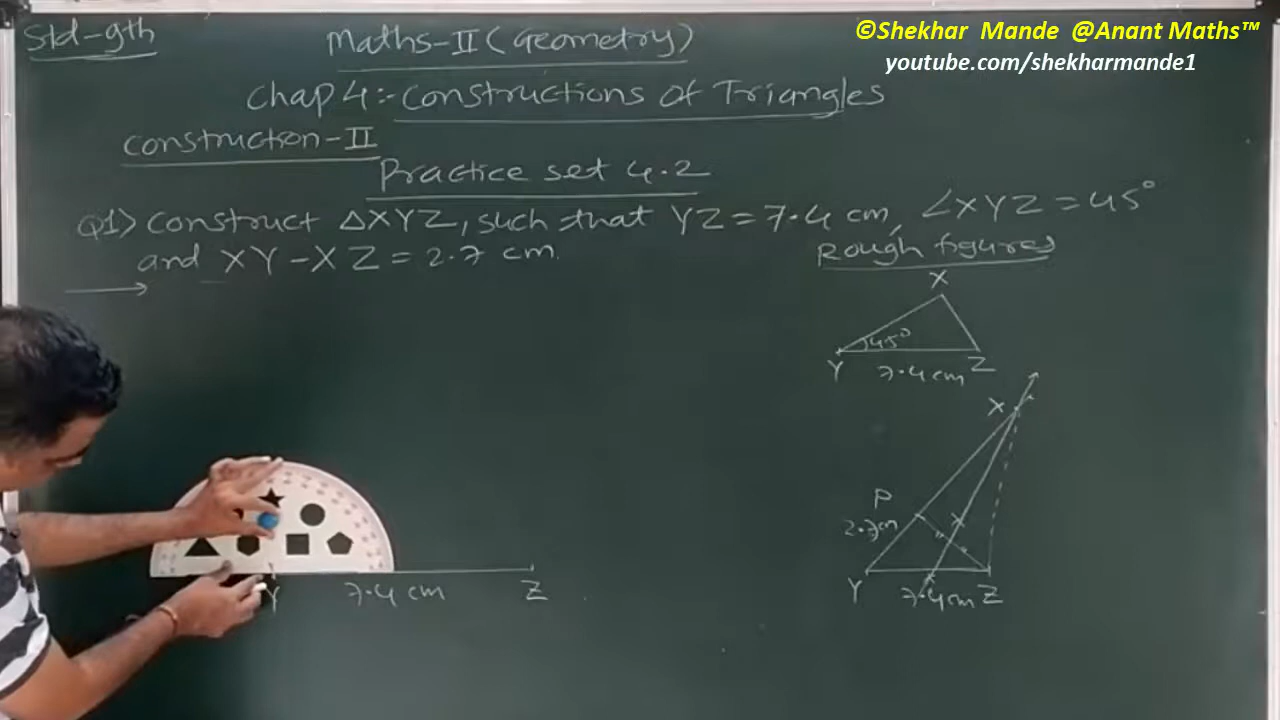 ©Shekhar Mande @Anant Maths™
youtube.com/shekharmande1
Std-9th
Maths-II (Geometry)
Chap 4:- Constructions of Triangles
Construction-II
Practice set 4.2
Q1) Construct △XYZ, such that YZ = 7.4 cm, ∠XYZ = 45°
and XY - XZ = 2.7 cm.
Rough figures
X
45°
Y
7.4 cm
Z
X
P
2.7cm
Y
7.4cm
Z
Y
7.4 cm
Z